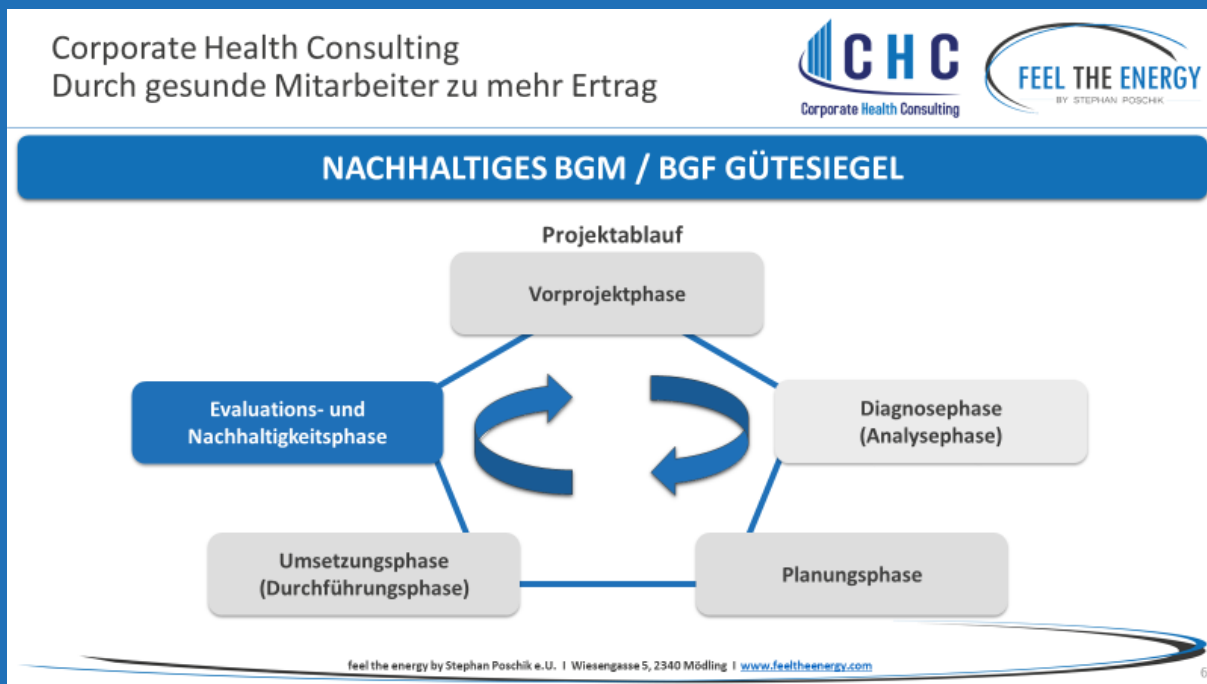 Corporate Health Consulting
Durch gesunde Mitarbeiter zu mehr Ertrag
CHC
Corporate Health Consulting
FEEL THE ENERGY
BY STEPHAN POSCHIK
NACHHALTIGES BGM / BGF GÜTESIEGEL
Projektablauf
Vorprojektphase
Evaluations- und
Nachhaltigkeitsphase
Diagnosephase
(Analysephase)
Umsetzungsphase
(Durchführungsphase)
Planungsphase
feel the energy by Stephan Poschik e.U. I Wiesengasse 5, 2340 Mödling I www.feeltheenergy.com
6